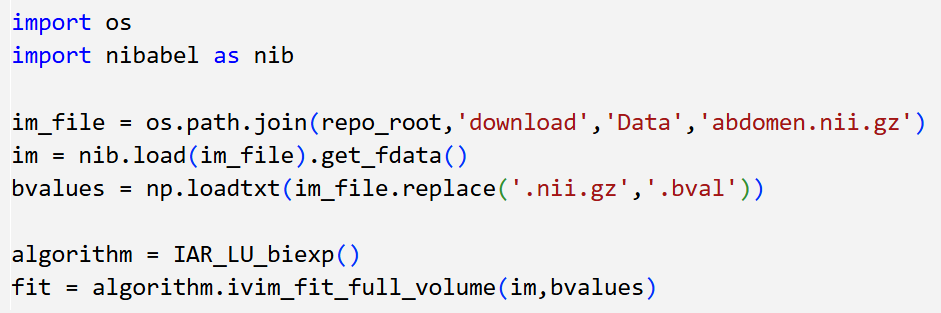 import os
import nibabel as nib
im_file = os.path.join(repo_root,'download','Data','abdomen.nii.gz')
im = nib.load(im_file).get_fdata()
bvalues = np.loadtxt(im_file.replace('.nii.gz','.bval'))
algorithm = IAR_LU_biexp()
fit = algorithm.ivim_fit_full_volume(im,bvalues)